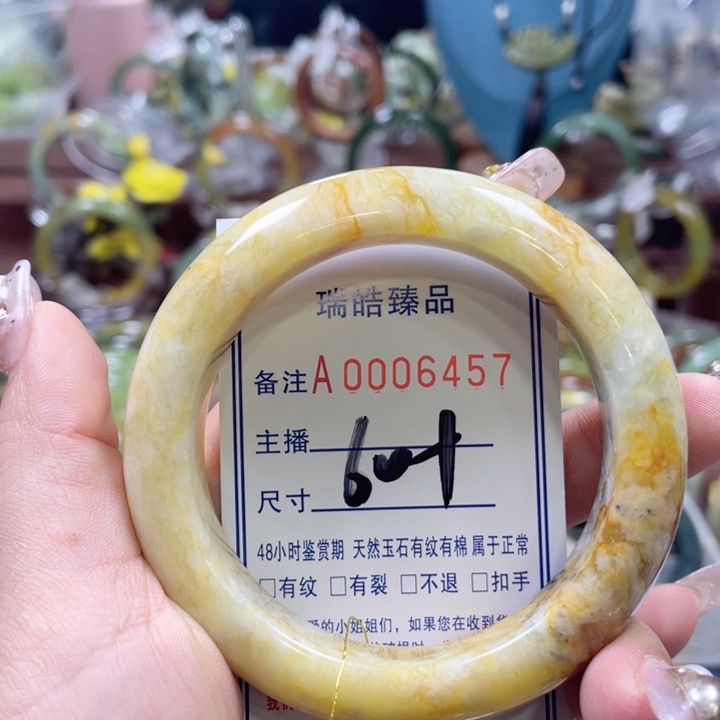 瑞皓臻品
备注A0006457
主播
尺寸
48小时鉴赏期 天然玉石有纹有棉属于正常
□有纹 □有裂 □不退 □扣手
的小姐姐们，如果您在收到
我们